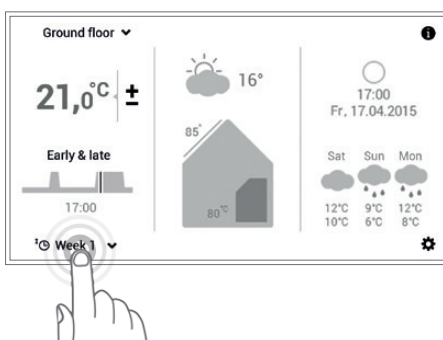 Ground floor
21,0°C ±
Early & late
17:00
¹ Week 1
16°
85°
80°C
17:00
Fr, 17.04.2015
Sat Sun Mon
12°C 9°C 12°C
10°C 6°C 8°C